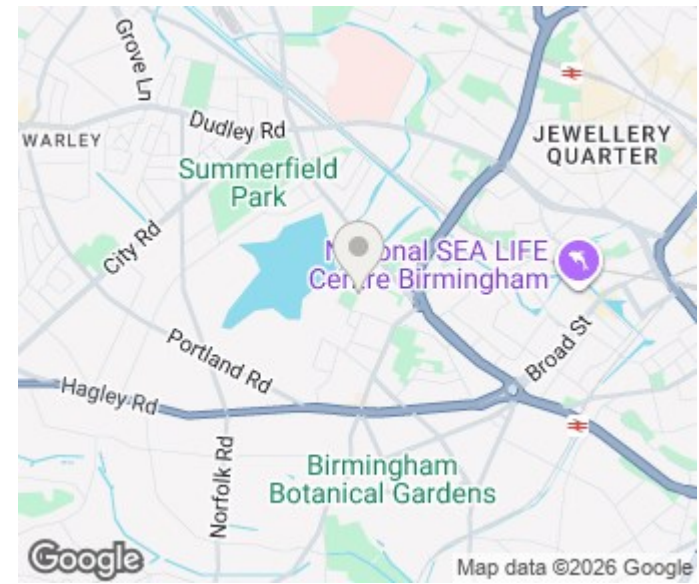 Grove Ln
WARLEY
Dudley Rd
JEWELLERY
QUARTER
Summerfield
Park
City Rd
SEA LIFE
Centre Birmingham
Broad St
Portland Rd
Hagley Rd
Norfolk Rd
Birmingham
Botanical Gardens
Google
Map data ©2026 Google